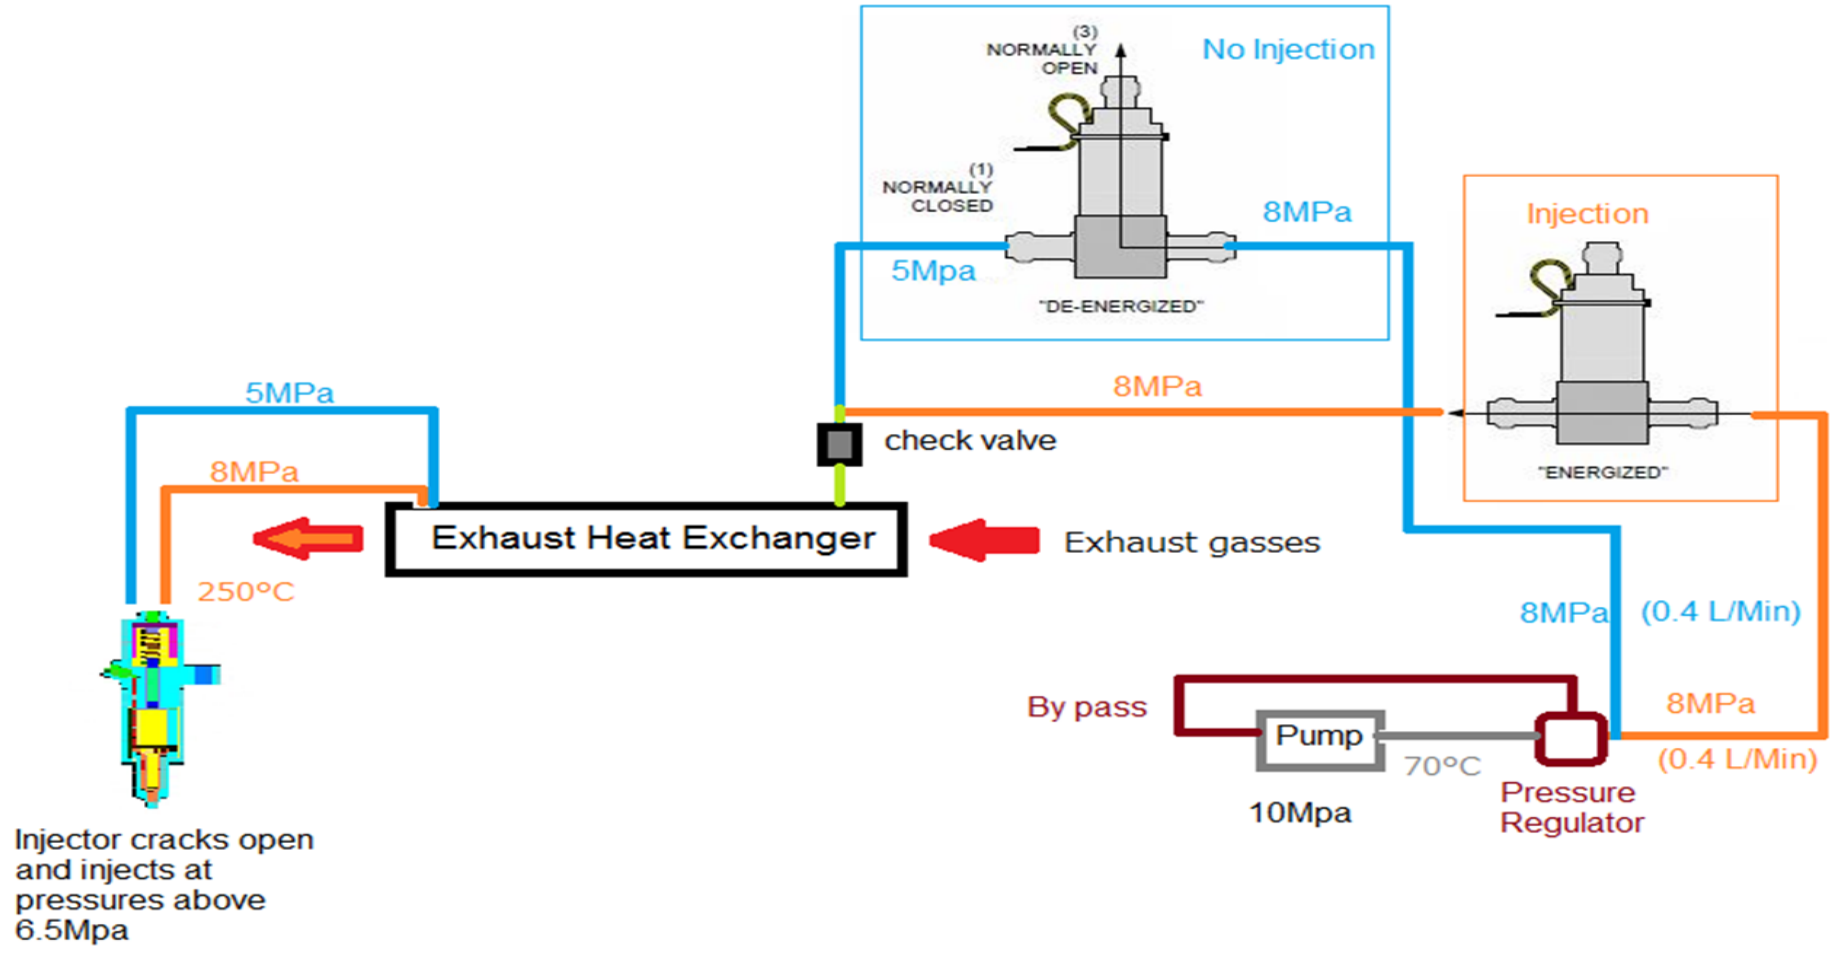 (3)
NORMALLY
OPEN
No Injection
(1)
NORMALLY
CLOSED
8MPa
5Mpa
"DE-ENERGIZED"
Injection
"ENERGIZED"
8MPa
5MPa
check valve
8MPa
Exhaust Heat Exchanger
Exhaust gasses
250°C
8MPa
(0.4 L/Min)
By pass
8MPa
Pump
70°C
(0.4 L/Min)
10Mpa
Pressure
Regulator
Injector cracks open
and injects at
pressures above
6.5Mpa